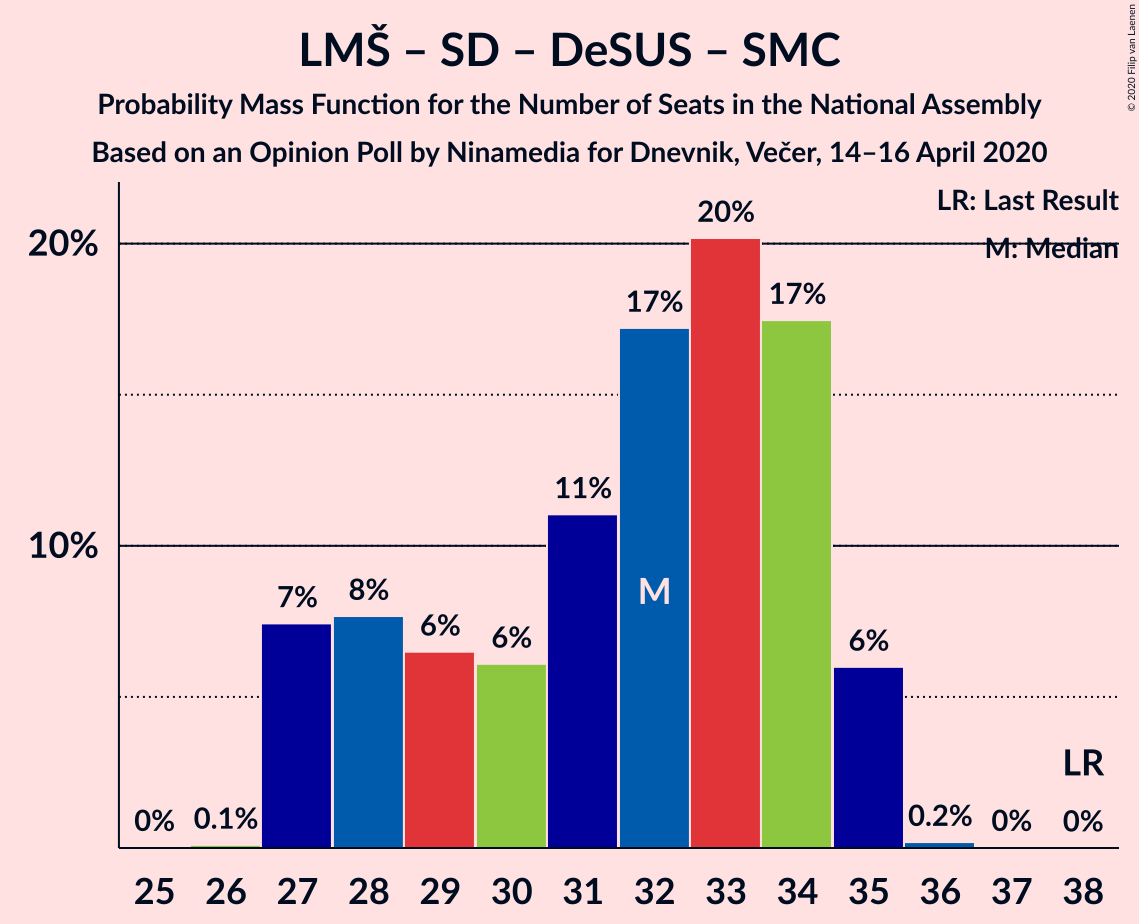 LMŠ – SD – DeSUS – SMC
Probability Mass Function for the Number of Seats in the National Assembly
Based on an Opinion Poll by Ninamedia for Dnevnik, Večer, 14–16 April 2020
© 2020 Filip van Laenen
LR: Last Result
M: Median
20%
10%
0%
0.1%
7%
8%
6%
6%
11%
17%
20%
17%
6%
0.2%
0%
0%
M
LR
25 26 27 28 29 30 31 32 33 34 35 36 37 38